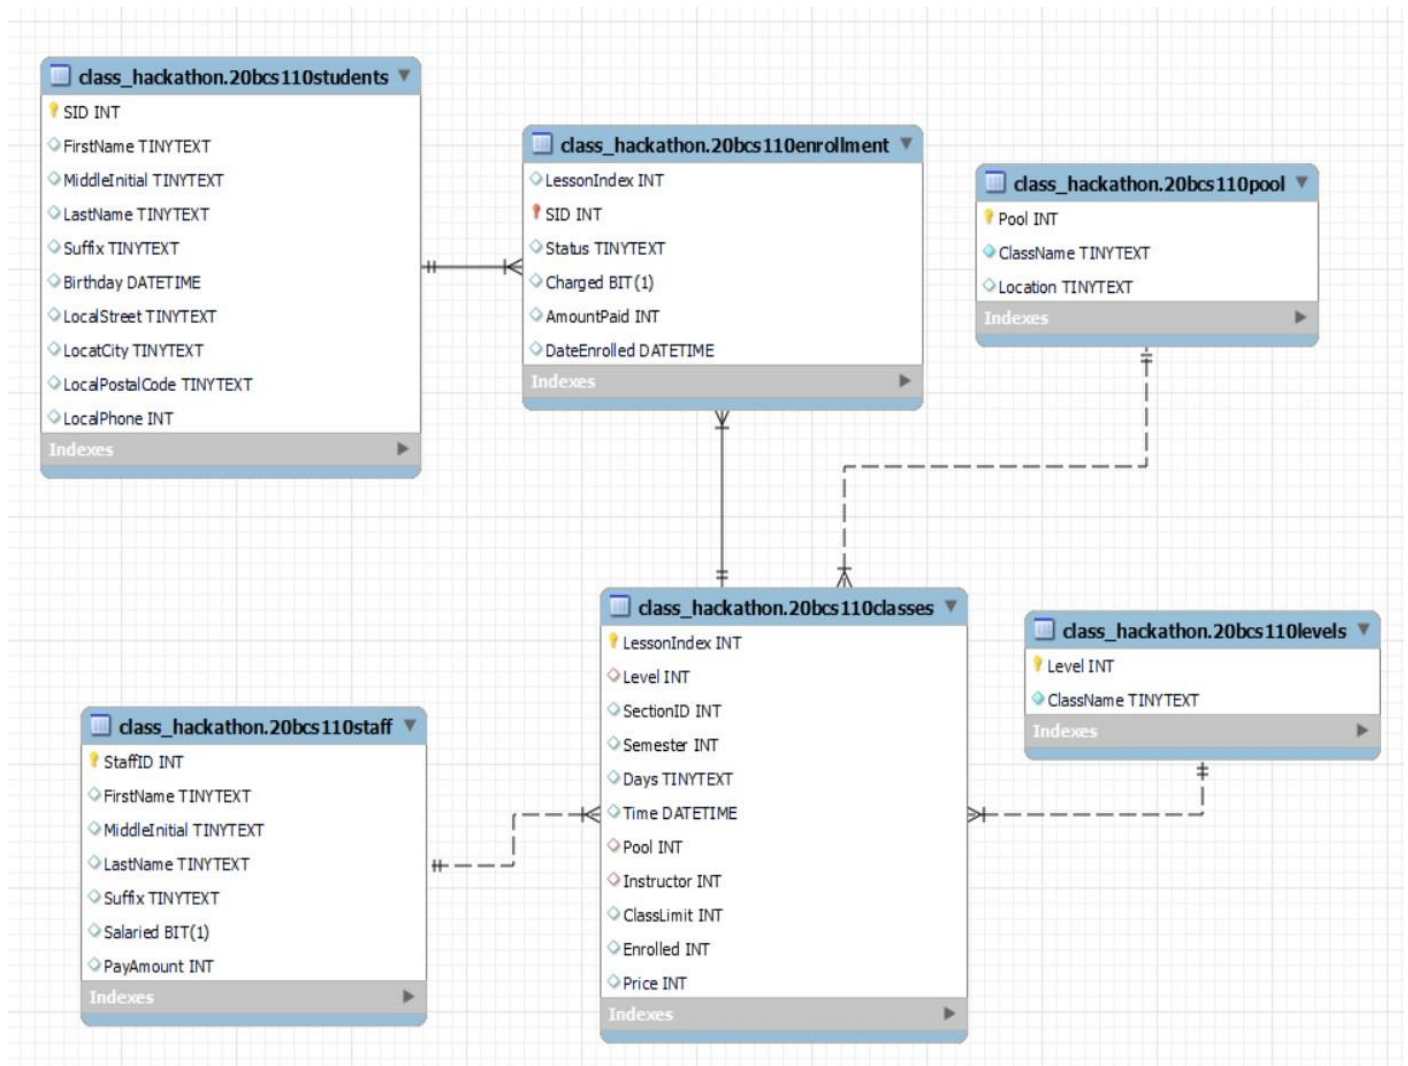 class_hackathon.20bcs110students
SID INT
FirstName TINYTEXT
MiddleInitial TINYTEXT
LastName TINYTEXT
Suffix TINYTEXT
Birthday DATETIME
LocalStreet TINYTEXT
LocatCity TINYTEXT
LocalPostalCode TINYTEXT
LocalPhone INT
Indexes
class_hackathon.20bcs110enrollment
LessonIndex INT
SID INT
Status TINYTEXT
Charged BIT(1)
AmountPaid INT
DateEnrolled DATETIME
Indexes
class_hackathon.20bcs110pool
Pool INT
ClassName TINYTEXT
Location TINYTEXT
Indexes
class_hackathon.20bcs110classes
LessonIndex INT
Level INT
SectionID INT
Semester INT
Days TINYTEXT
Time DATETIME
Pool INT
Instructor INT
ClassLimit INT
Enrolled INT
Price INT
Indexes
class_hackathon.20bcs110levels
Level INT
ClassName TINYTEXT
Indexes
class_hackathon.20bcs110staff
StaffID INT
FirstName TINYTEXT
MiddleInitial TINYTEXT
LastName TINYTEXT
Suffix TINYTEXT
Salaried BIT(1)
PayAmount INT
Indexes